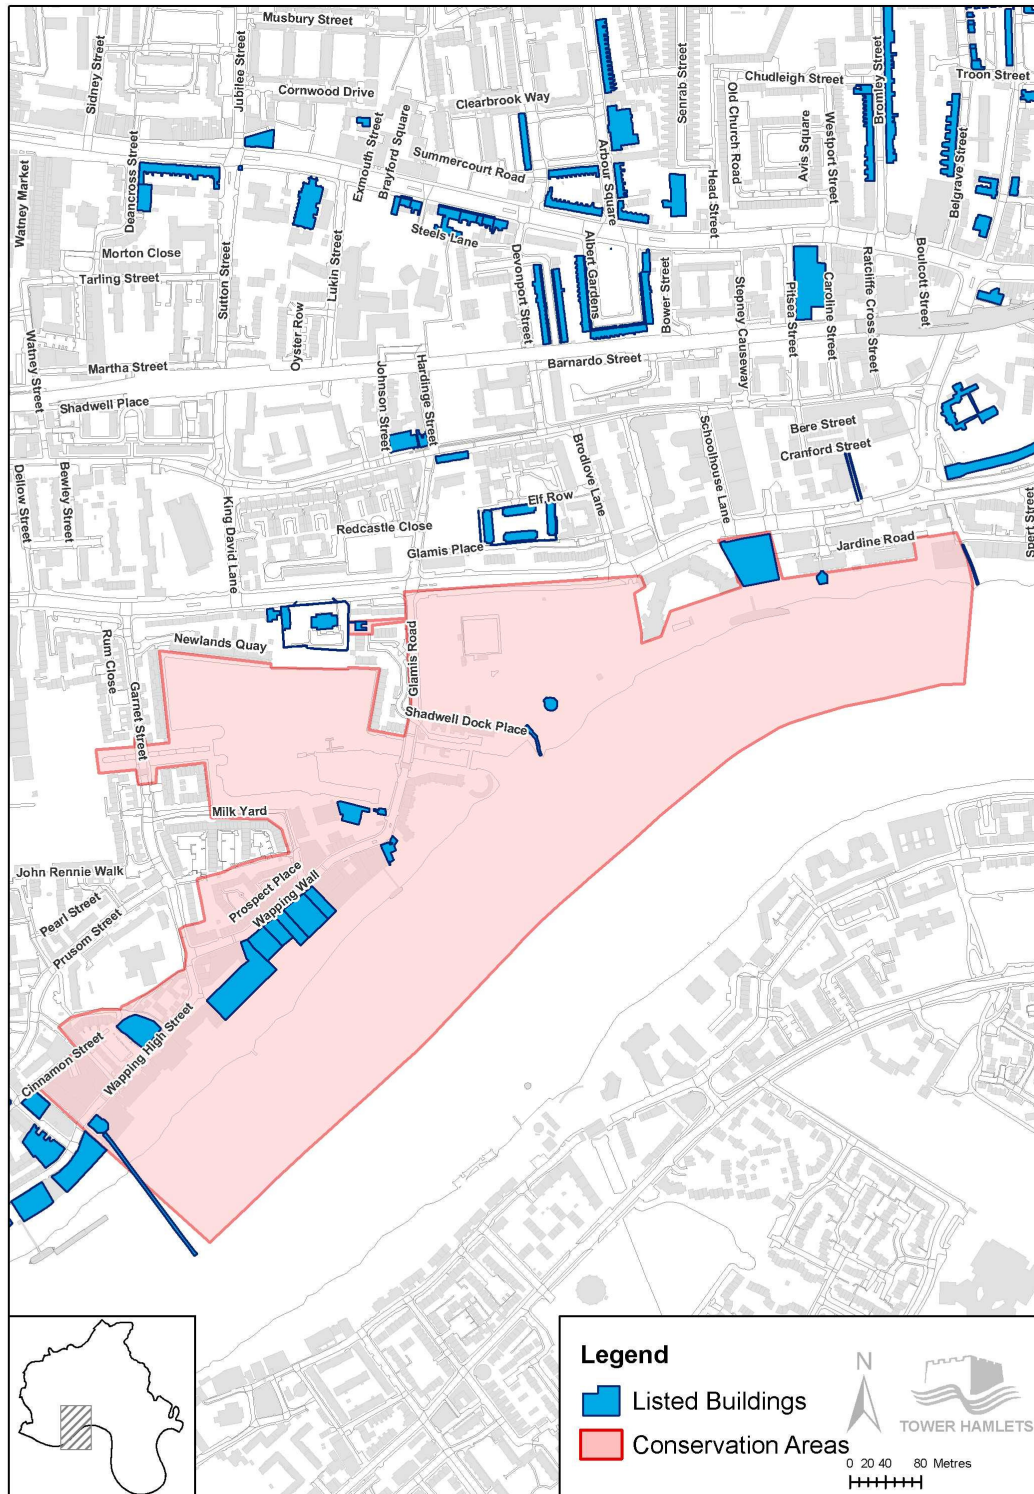 Musbury Street
Sidney Street
Jubilee Street
Cornwood Drive
Clearbrook Way
Senrab Street
Chudleigh Street
Bromley Street
Troon Street
Old Church Road
Avis Square
Westport Street
Belgrave Street
Watney Market
Deancross Street
Exmouth Street
Brayford Square
Summercourt Road
Arbour Square
Head Street
Steels Lane
Morton Close
Tarling Street
Sutton Street
Lukin Street
Devonport Street
Albert Gardens
Bower Street
Stepney Causeway
Pitsea Street
Caroline Street
Ratcliffe Cross Street
Boulcott Street
Oyster Row
Watney Street
Martha Street
Barnardo Street
Shadwell Place
Johnson Street
Hardinge Street
Bere Street
Cranford Street
Schoolhouse Lane
Brodlove Lane
Dellow Street
Bewley Street
King David Lane
Elf Row
Redcastle Close
Glamis Place
Jardine Road
Spert Street
Newlands Quay
Rum Close
Garnet Street
Glamis Road
Shadwell Dock Place
Milk Yard
John Rennie Walk
Pearl Street
Prusom Street
Prospect Place
Wapping Wall
Cinnamon Street
Wapping High Street
Legend
Listed Buildings
Conservation Areas
N
TOWER HAMLETS
0 20 40 80 Metres